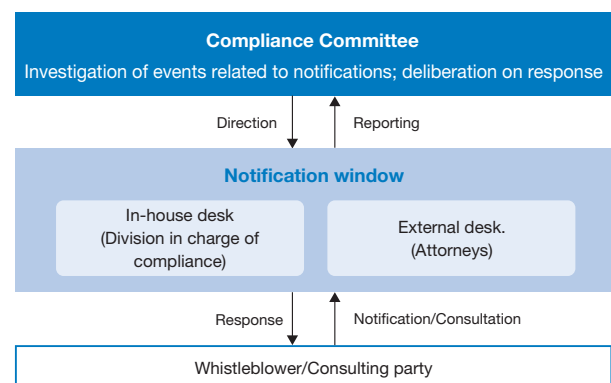 Compliance Committee
Investigation of events related to notifications; deliberation on response
Direction
Reporting
Notification window
In-house desk
(Division in charge of
compliance)
External desk.
(Attorneys)
Response
Notification/Consultation
Whistleblower/Consulting party